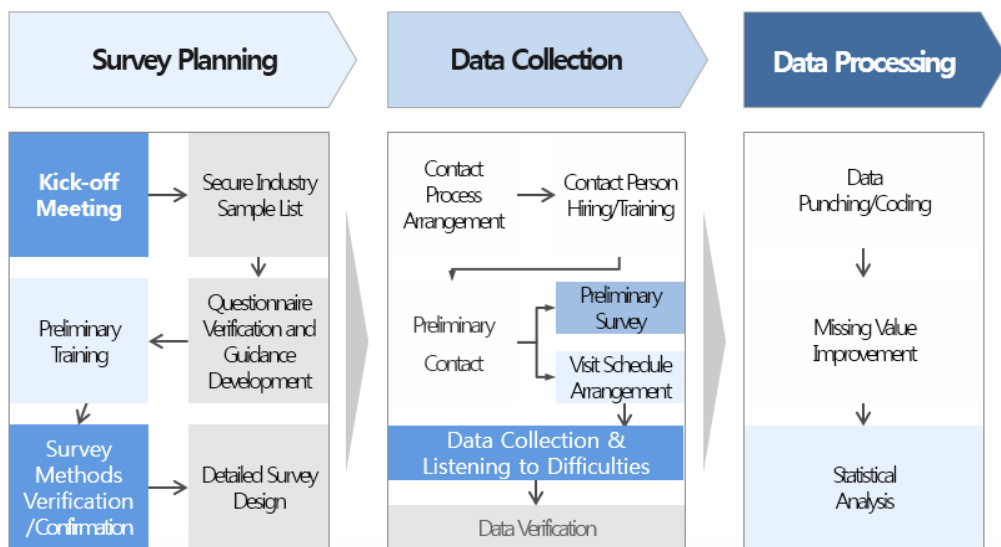 Survey Planning
Data Collection
Data Processing
Kick-off
Meeting
Secure Industry
Sample List
Preliminary
Training
Questionnaire
Verification and
Guidance
Development
Survey
Methods
Verification
/Confirmation
Detailed Survey
Design
Contact
Process
Arrangement
Contact Person
Hiring/Training
Preliminary
Contact
Preliminary
Survey
Visit Schedule
Arrangement
Data Collection &
Listening to Difficulties
Data Verification
Data
Punching/Coding
Missing Value
Improvement
Statistical
Analysis